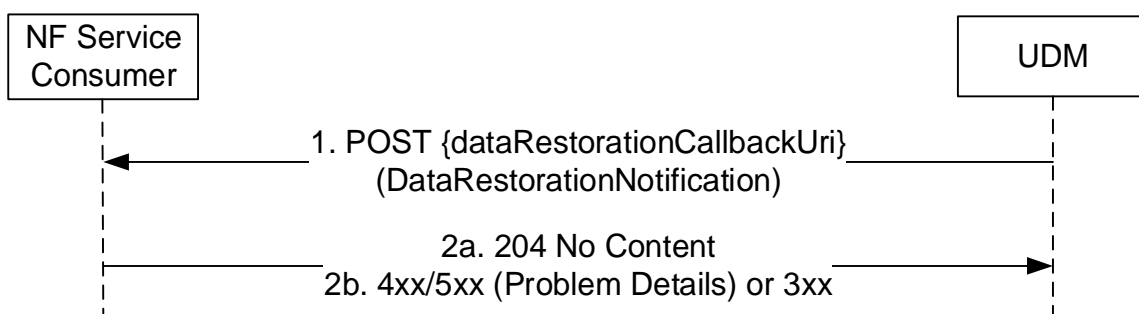 NF Service
Consumer
UDM
1. POST {dataRestorationCallbackUri}
(DataRestorationNotification)
2a. 204 No Content
2b. 4xx/5xx (Problem Details) or 3xx